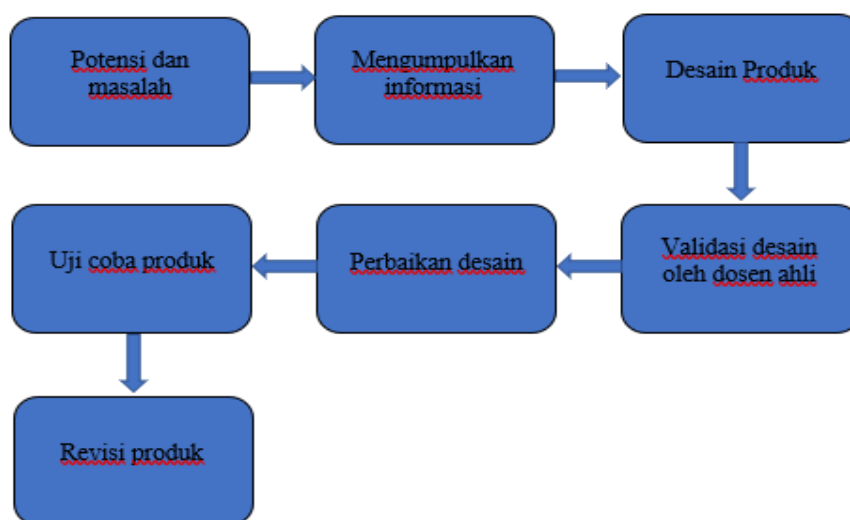 Potensi dan
masalah
Mengumpulkan
informasi
Desain Produk
Validasi desain
oleh dosen ahli
Perbaikan desain
Uji coba produk
Revisi produk